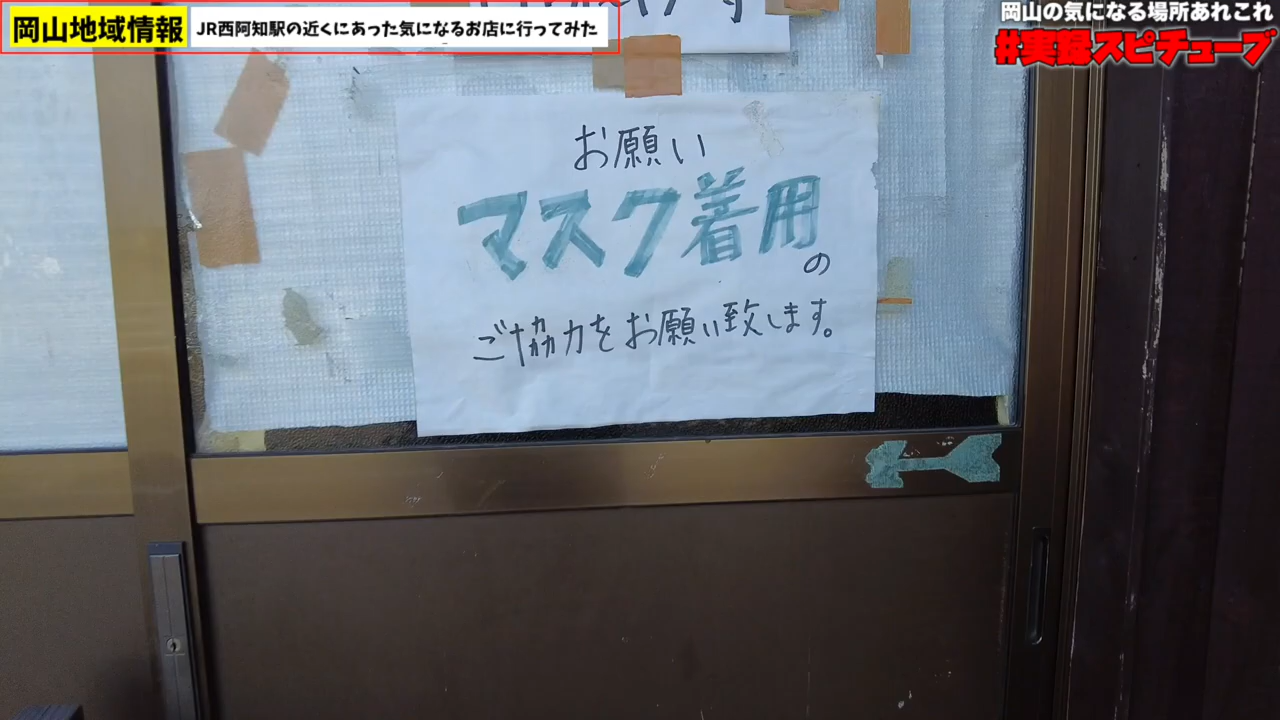 岡山地域情報
JR西阿知駅の近くにあった気になるお店に行ってみた
岡山の気になる場所あれこれ
#実録スピチューブ
お願い
マスク着用
の
ご協力をお願い致します。